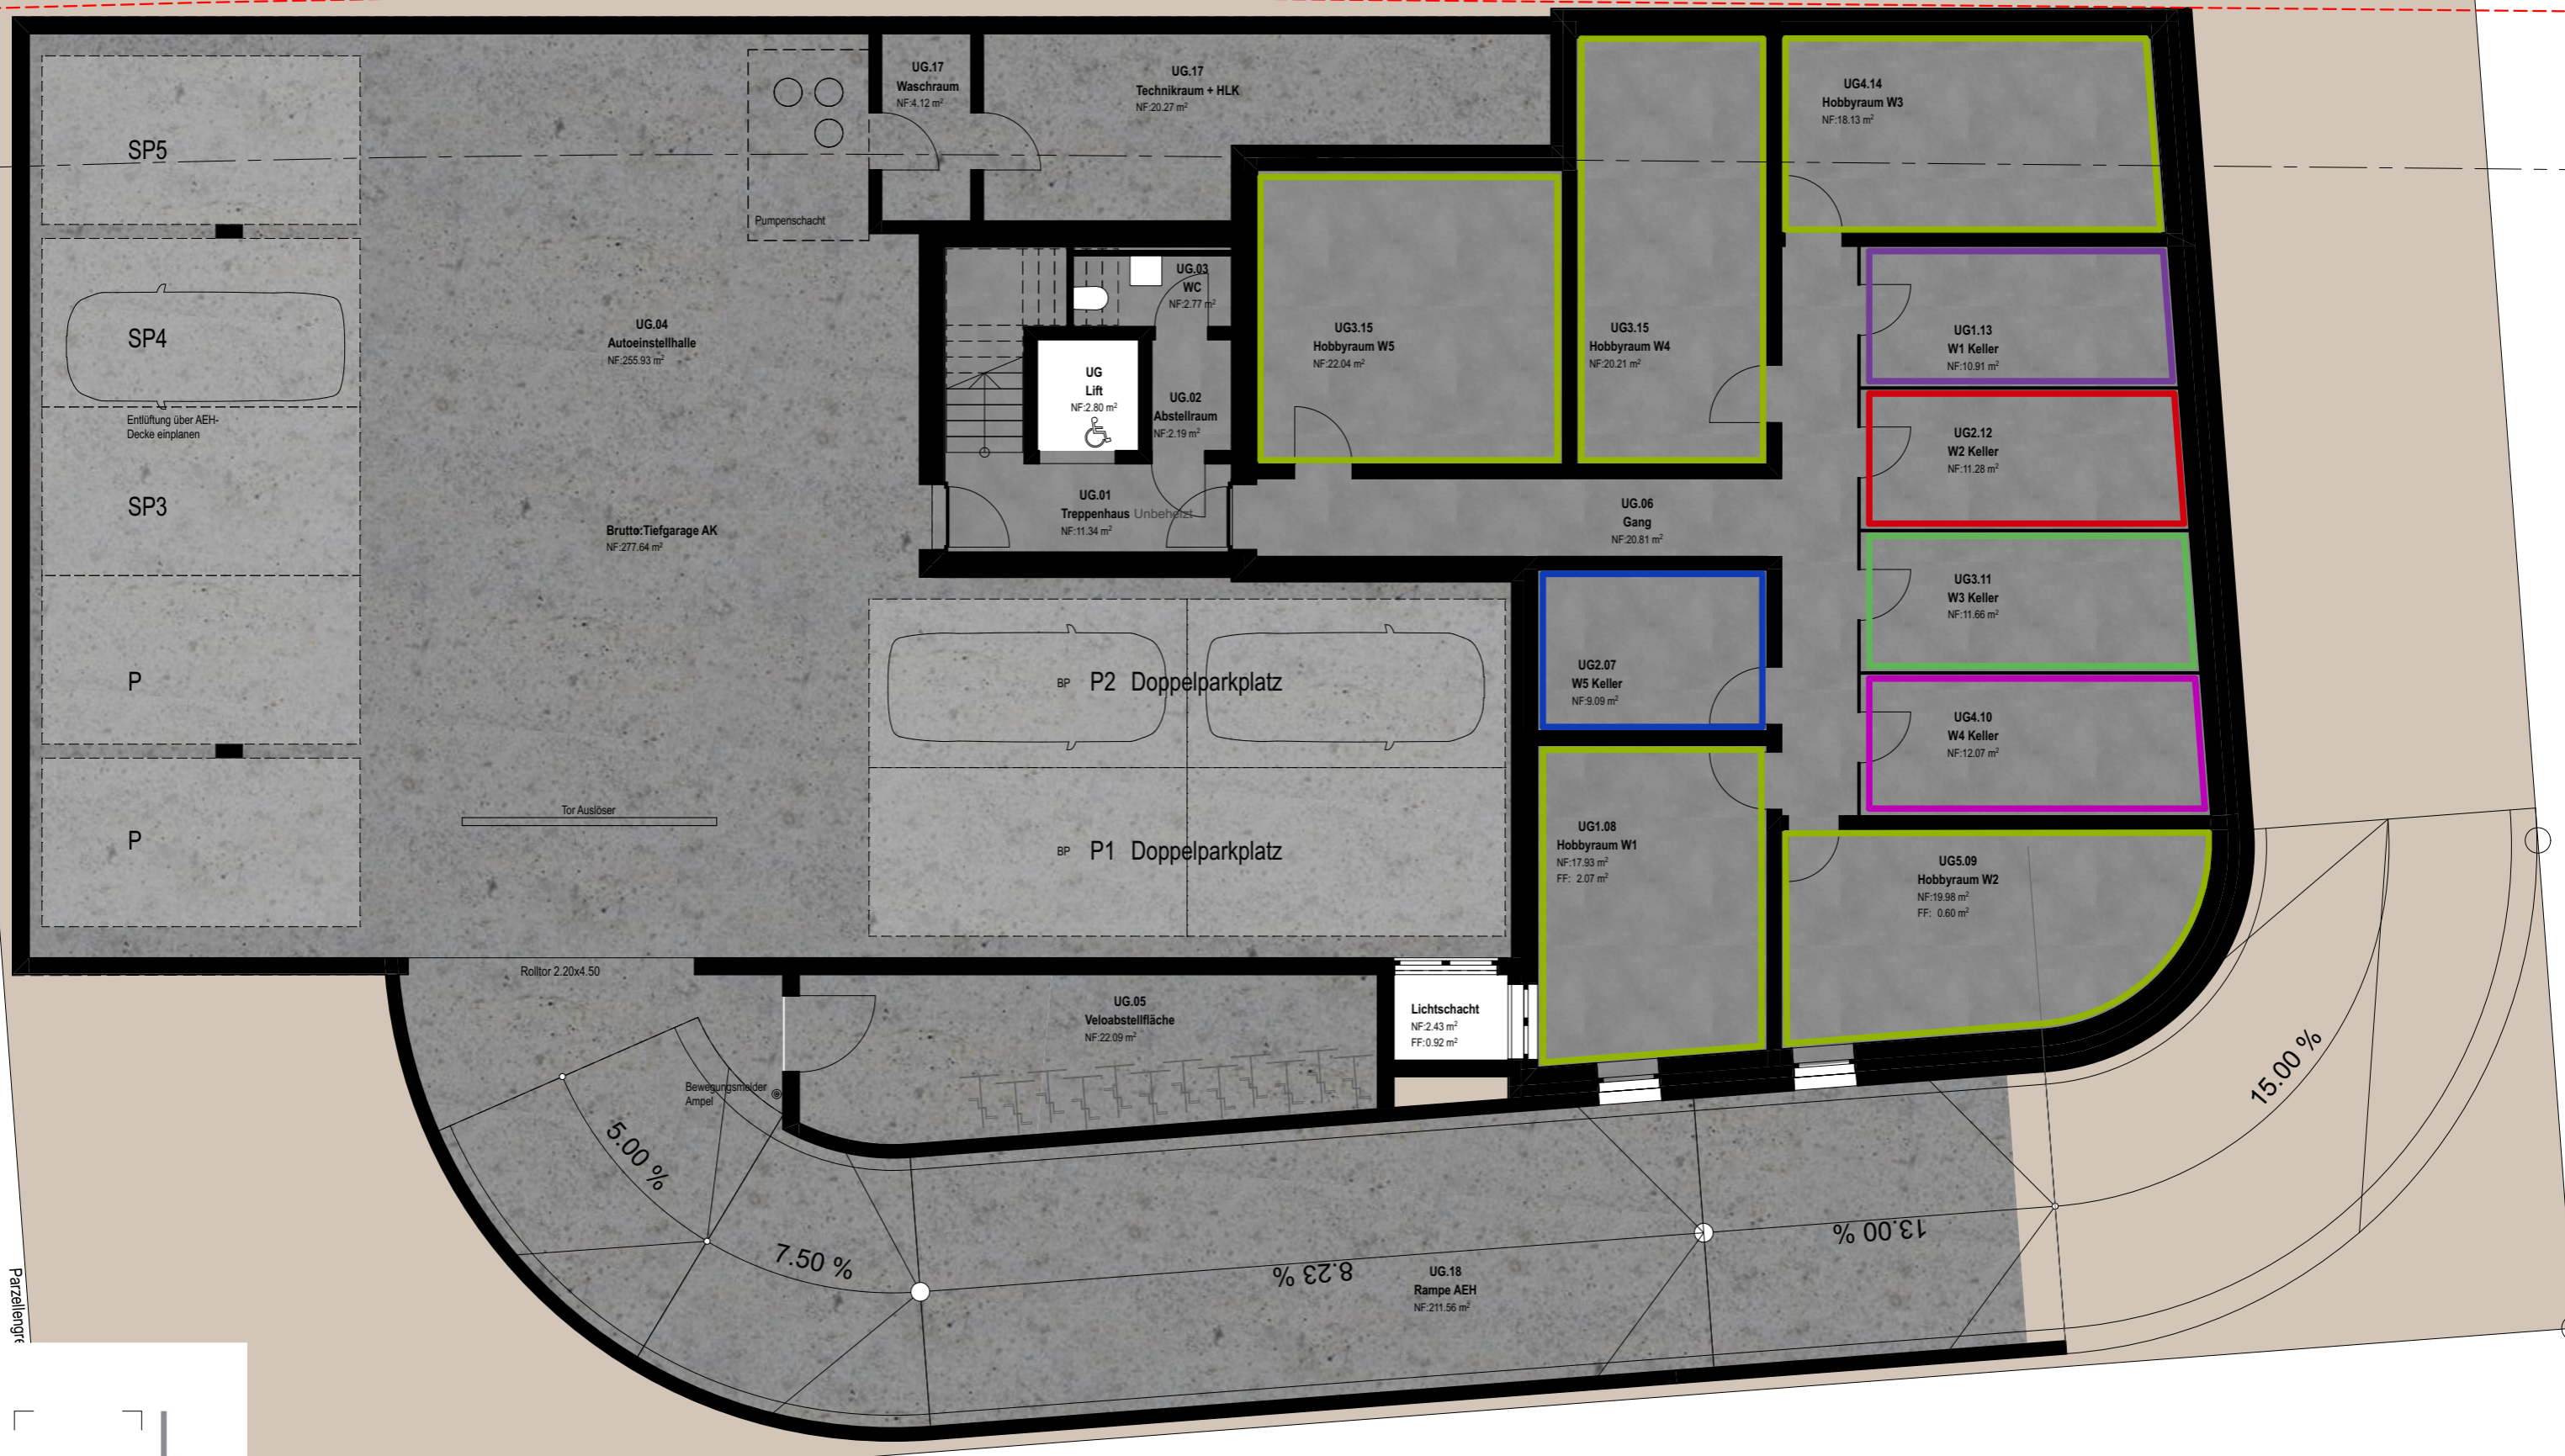 UG.17
Waschraum
NF:4.12 m²
UG.17
Technikraum + HLK
NF:20.27 m²
UG4.14
Hobbyraum W3
NF:18.13 m²
SP5
Pumpenschacht
UG.03
WC
NF:2.77 m²
SP4
UG.04
Autoeinstellhalle
NF:255.93 m²
UG3.15
Hobbyraum W5
NF:22.04 m²
UG3.15
Hobbyraum W4
NF:20.21 m²
UG1.13
W1 Keller
NF:10.91 m²
UG
Lift
NF:2.80 m²
UG.02
Abstellraum
NF:2.19 m²
Entlüftung über AEH-
Decke einplanen
UG2.12
W2 Keller
NF:11.28 m²
SP3
UG.01
Treppenhaus Unbeheizt
NF:11.34 m²
UG.06
Gang
NF:20.81 m²
Brutto:Tiefgarage AK
NF:277.64 m²
UG3.11
W3 Keller
NF:11.66 m²
P
BP P2 Doppelparkplatz
UG2.07
W5 Keller
NF:9.09 m²
UG4.10
W4 Keller
NF:12.07 m²
Tor Auslöser
P
BP P1 Doppelparkplatz
UG1.08
Hobbyraum W1
NF:17.93 m²
FF: 2.07 m²
UG5.09
Hobbyraum W2
NF:19.98 m²
FF: 0.60 m²
Rolltor 2.20x4.50
UG.05
Veloabstellfläche
NF:22.09 m²
Lichtschacht
NF:2.43 m²
FF:0.92 m²
Bewegungsmelder
Ampel
15.00 %
5.00 %
7.50 %
8.23 %
13.00 %
UG.18
Rampe AEH
NF:211.56 m²
Parzellengre